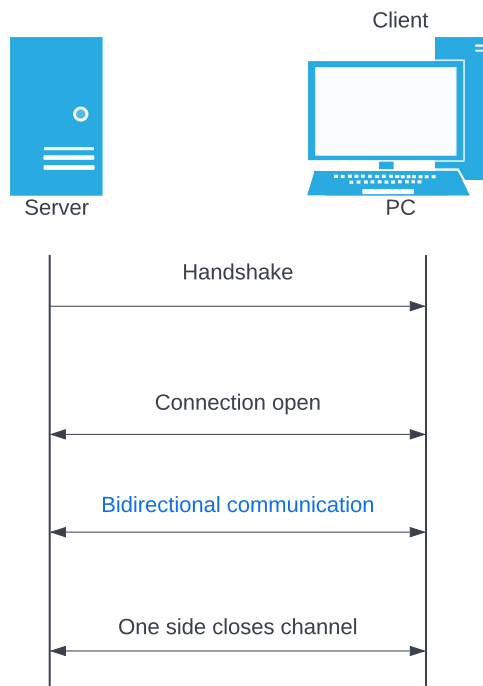 Client
Server
PC
Handshake
Connection open
Bidirectional communication
One side closes channel